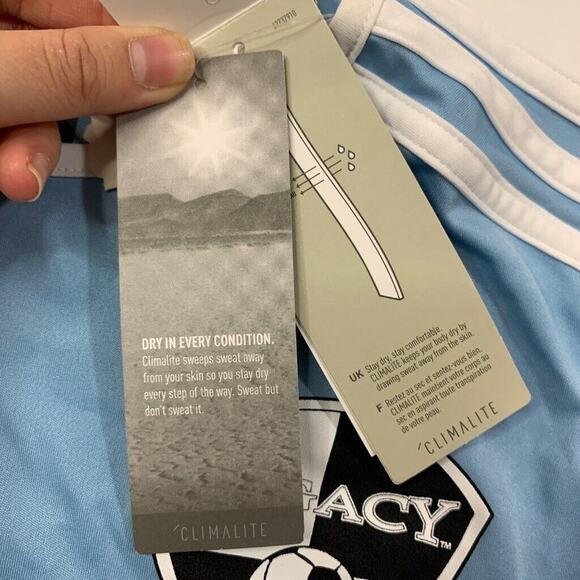 DRY IN EVERY CONDITION.
Climalite sweeps sweat away
from your skin so you stay dry
every step of the way. Sweat but
don't sweat it.
CLIMALITE
UK Stay dry, stay comfortable.
CLIMALITE keeps your body dry by
drawing sweat away from the skin.
F Restez au sec et sentez-vous bien.
CLIMALITE maintient votre corps au
sec en aspirant toute transpiration
de votre peau.
CLIMALITE
GACY
TM